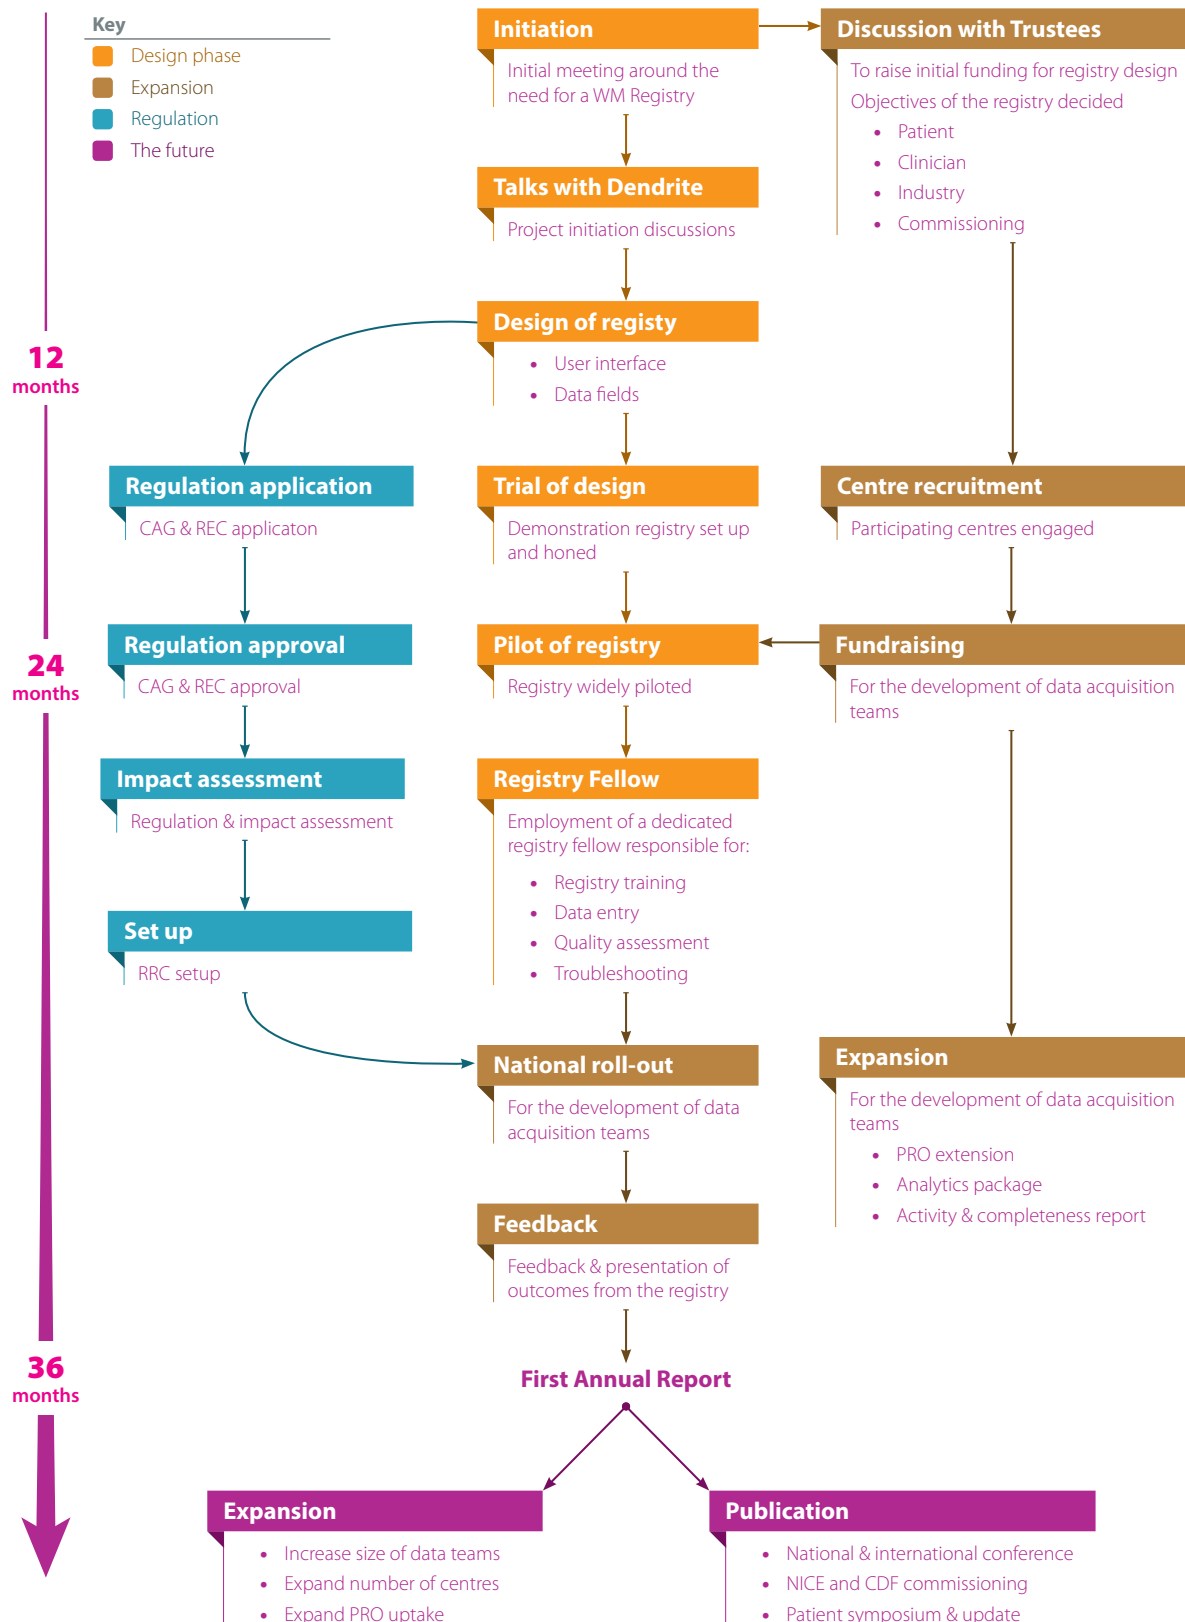 Key
Design phase
Expansion
Regulation
The future
12
months
24
months
36
months
Initiation
Initial meeting around the
need for a WM Registry
Discussion with Trustees
To raise initial funding for registry design
Objectives of the registry decided
• Patient
• Clinician
• Industry
• Commissioning
Talks with Dendrite
Project initiation discussions
Design of registy
• User interface
• Data fields
Regulation application
CAG & REC applicaton
Trial of design
Demonstration registry set up
and honed
Centre recruitment
Participating centres engaged
Regulation approval
CAG & REC approval
Pilot of registry
Registry widely piloted
Fundraising
For the development of data acquisition
teams
Impact assessment
Regulation & impact assessment
Registry Fellow
Employment of a dedicated
registry fellow responsible for:
• Registry training
• Data entry
• Quality assessment
• Troubleshooting
Set up
RRC setup
National roll-out
For the development of data
acquisition teams
Expansion
For the development of data acquisition
teams
• PRO extension
• Analytics package
• Activity & completeness report
Feedback
Feedback & presentation of
outcomes from the registry
First Annual Report
Expansion
• Increase size of data teams
• Expand number of centres
• Expand PRO uptake
Publication
• National & international conference
• NICE and CDF commissioning
• Patient symposium & update